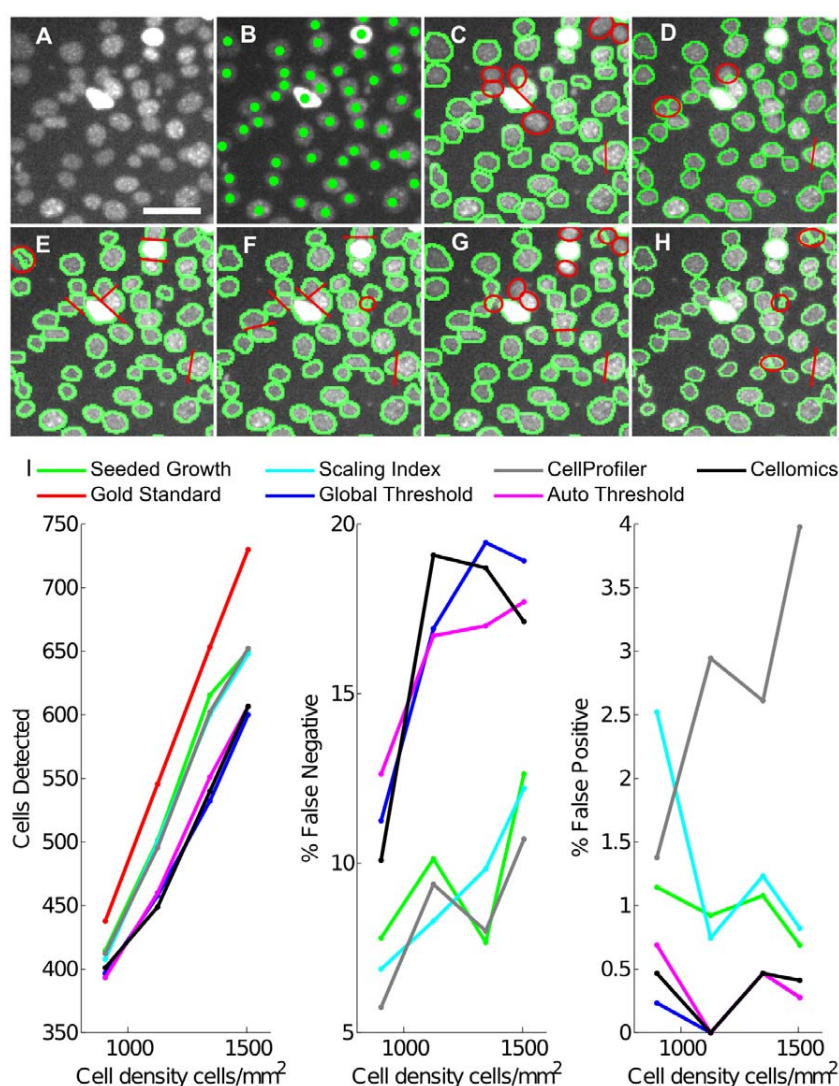 A
B
C
D
E
F
G
H
I
Seeded Growth
Scaling Index
CellProfiler
Cellomics
Gold Standard
Global Threshold
Auto Threshold
750
700
650
600
550
500
450
400
350
Cells Detected
1000 1500
Cell density cells/mm²
20
15
10
5
% False Negative
1000 1500
Cell density cells/mm²
4
3.5
3
2.5
2
1.5
1
0.5
0
% False Positive
1000 1500
Cell density cells/mm²